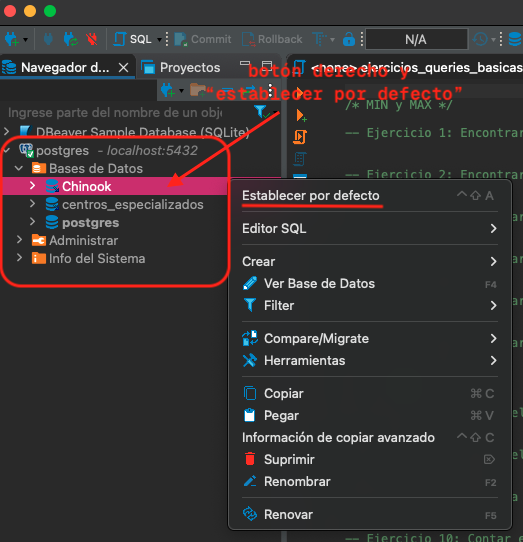 SQL
Commit
Rollback
T
N/A
Navegador d...
Proyectos
<none> ejercicios_queries_basicas
botón derecho y
"establecer por defecto"
Ingrese parte del nombre de un obje
DBeaver Sample Database (SQLite)
postgres - localhost:5432
Bases de Datos
Chinook
centros_especializados
postgres
Administrar
Info del Sistema
/* MIN y MAX */
-- Ejercicio 1: Encontrar
-- Ejercicio 2: Encontrar
Establecer por defecto ⌃⇧ A
Editor SQL
Crear
Ver Base de Datos F4
Filter
Compare/Migrate
Herramientas
Copiar ⌘ C
Pegar ⌘ V
Información de copiar avanzado ⌃⇧ C
Suprimir ⌦
Renombrar F2
Renovar F5
-- Ejercicio 10: Contar e